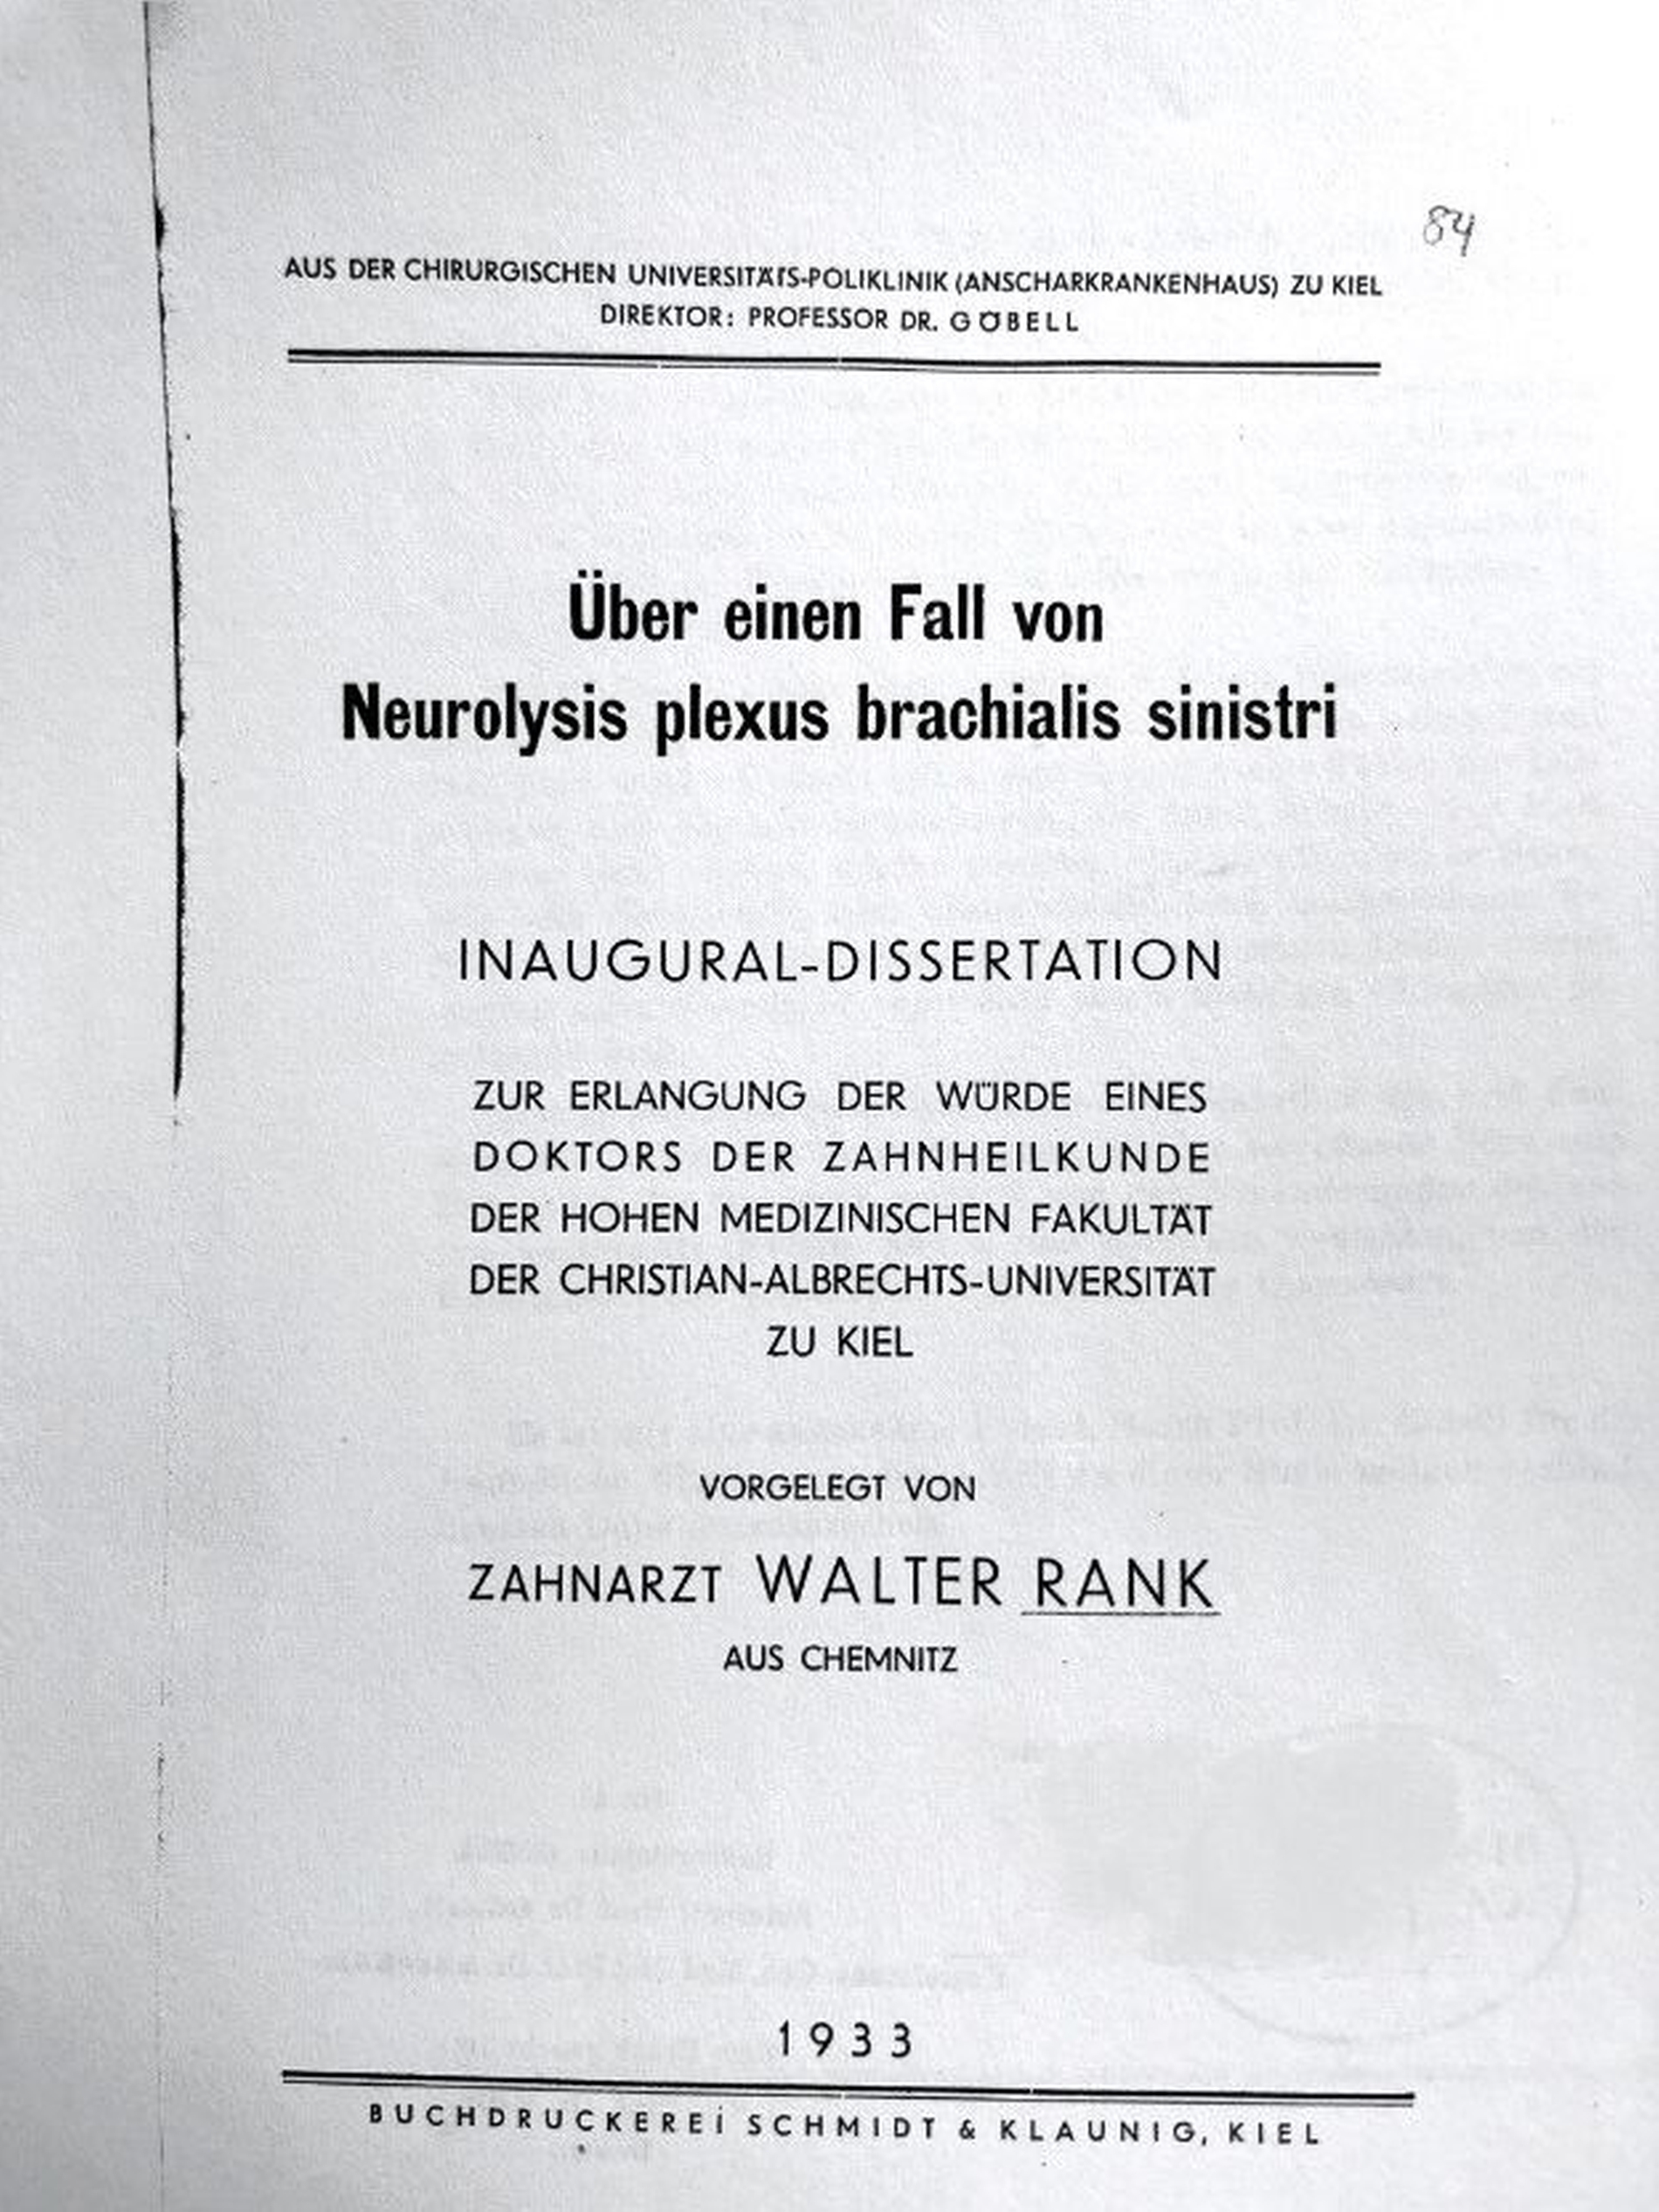 84
AUS DER CHIRURGISCHEN UNIVERSITÄTS-POLIKLINIK (ANSCHARKRANKENHAUS) ZU KIEL
DIREKTOR: PROFESSOR DR. GÖBELL
Über einen Fall von
Neurolysis plexus brachialis sinistri
INAUGURAL-DISSERTATION
ZUR ERLANGUNG DER WÜRDE EINES
DOKTORS DER ZAHNHEILKUNDE
DER HOHEN MEDIZINISCHEN FAKULTÄT
DER CHRISTIAN-ALBRECHTS-UNIVERSITÄT
ZU KIEL
VORGELEGT VON
ZAHNARZT WALTER RANK
AUS CHEMNITZ
1933
BUCHDRUCKEREI SCHMIDT & KLAUNIG, KIEL